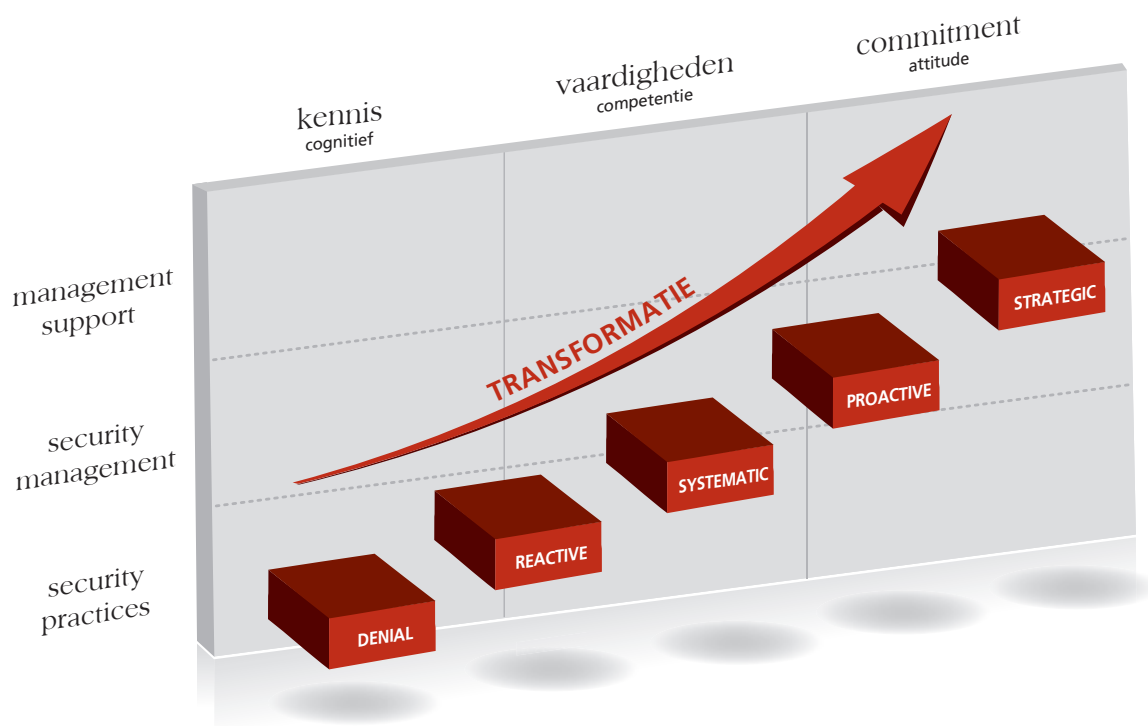 kennis
cognitief
vaardigheden
competentie
commitment
attitude
management
support
security
management
security
practices
TRANSFORMATIE
DENIAL
REACTIVE
SYSTEMATIC
PROACTIVE
STRATEGIC